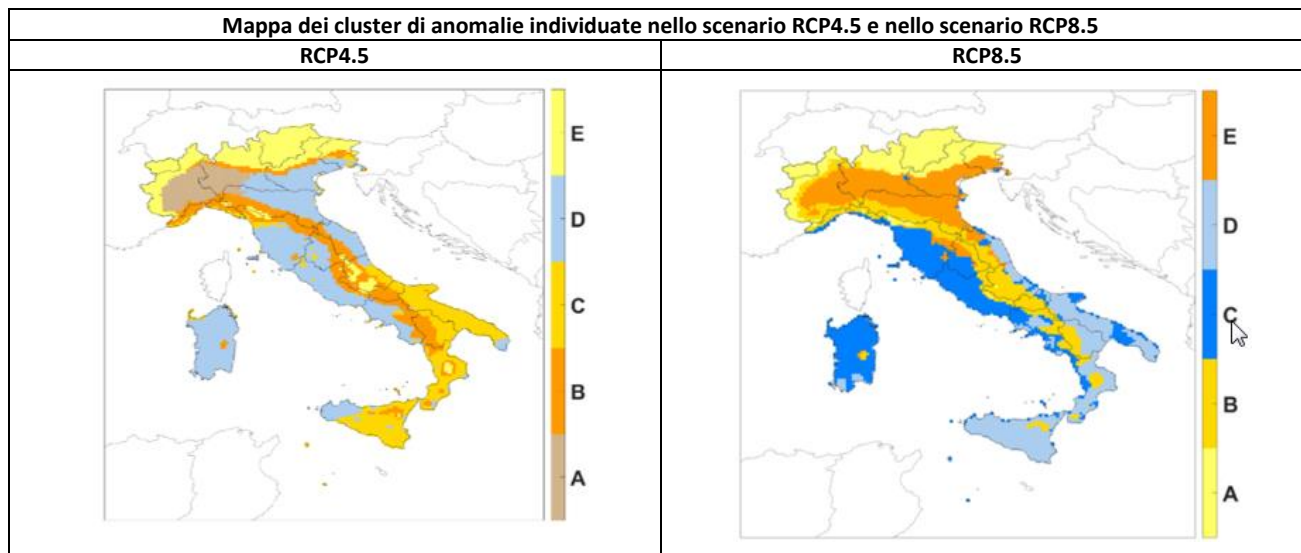 Mappa dei cluster di anomalie individuate nello scenario RCP4.5 e nello scenario RCP8.5
RCP4.5
RCP8.5
E
D
C
B
A
E
D
C
B
A